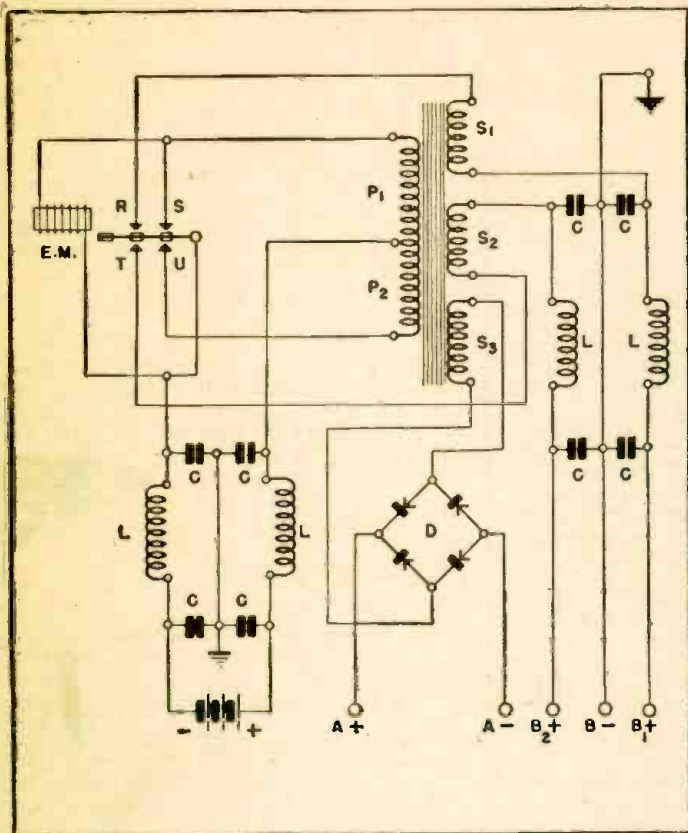 S1
R S
P1
S2
C C
E.M.
T U
P2
S3
L L
C C
C C
L L
D
C C
- + A+ A- B2+ B- B1+